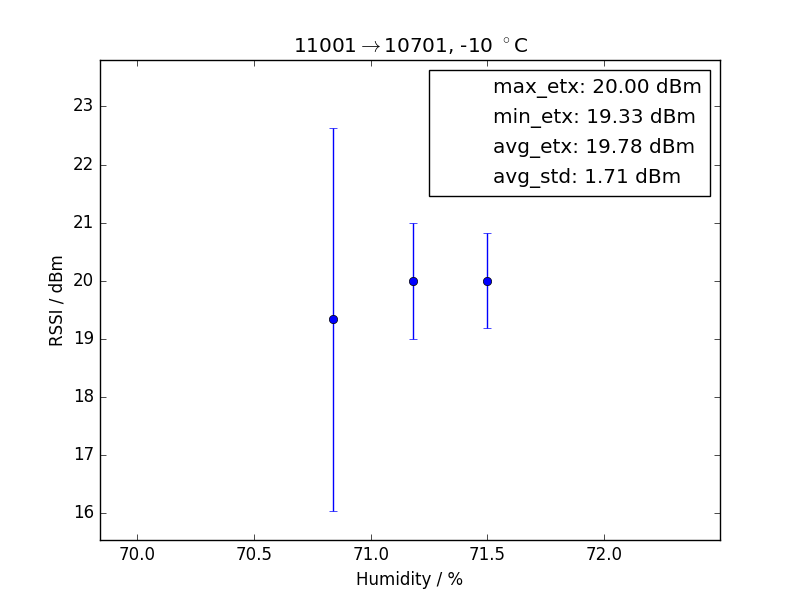 11001→10701, -10 °C
max_etx: 20.00 dBm
min_etx: 19.33 dBm
avg_etx: 19.78 dBm
avg_std: 1.71 dBm
RSSI / dBm
23
22
21
20
19
18
17
16
70.0 70.5 71.0 71.5 72.0
Humidity / %